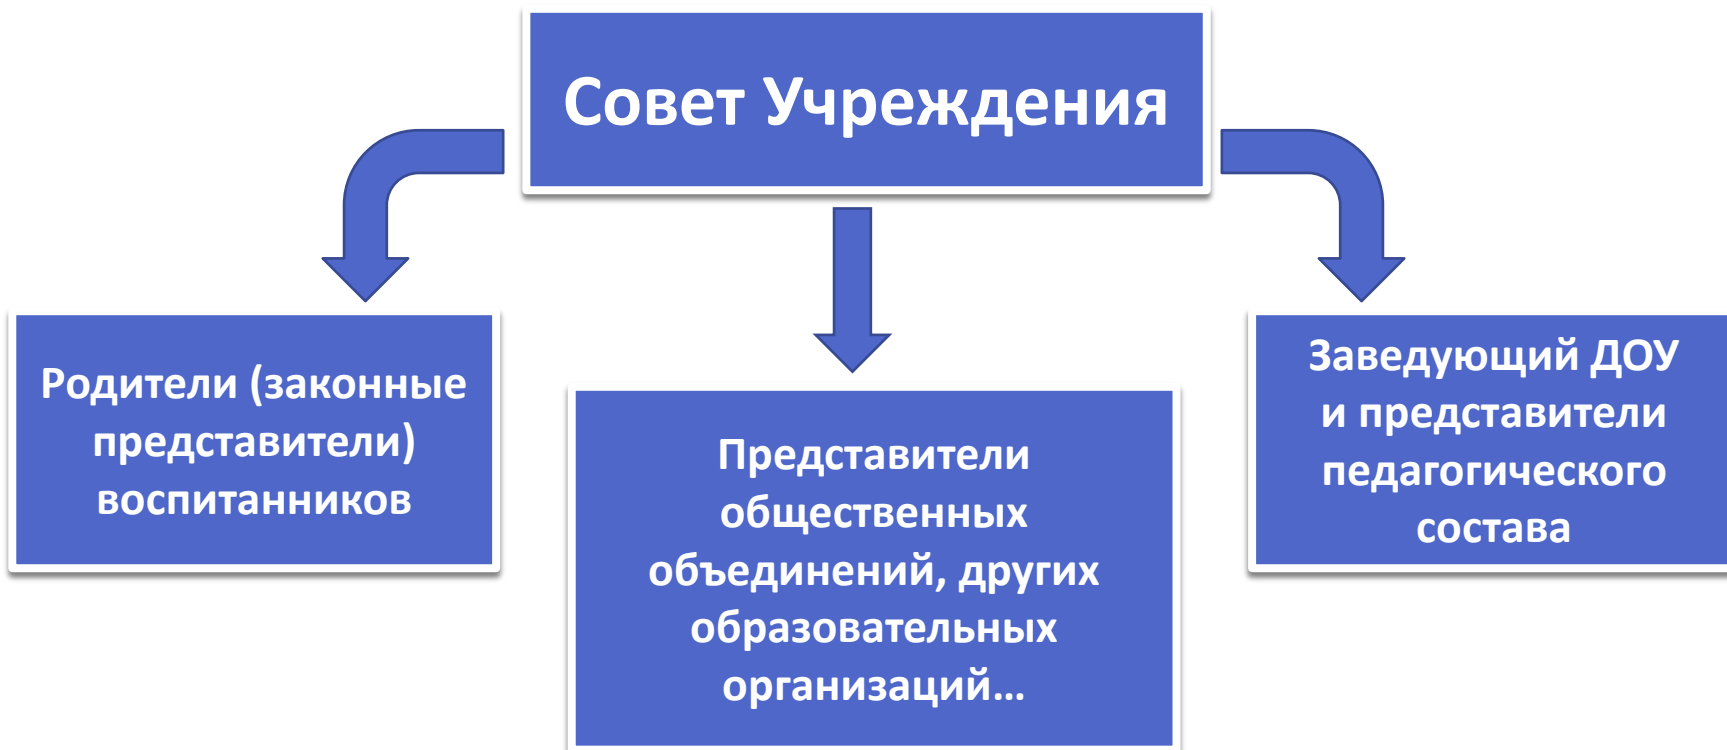 Совет Учреждения
Родители (законные
представители)
воспитанников
Представители
общественных
объединений, других
образовательных
организаций…
Заведующий ДОУ
и представители
педагогического
состава